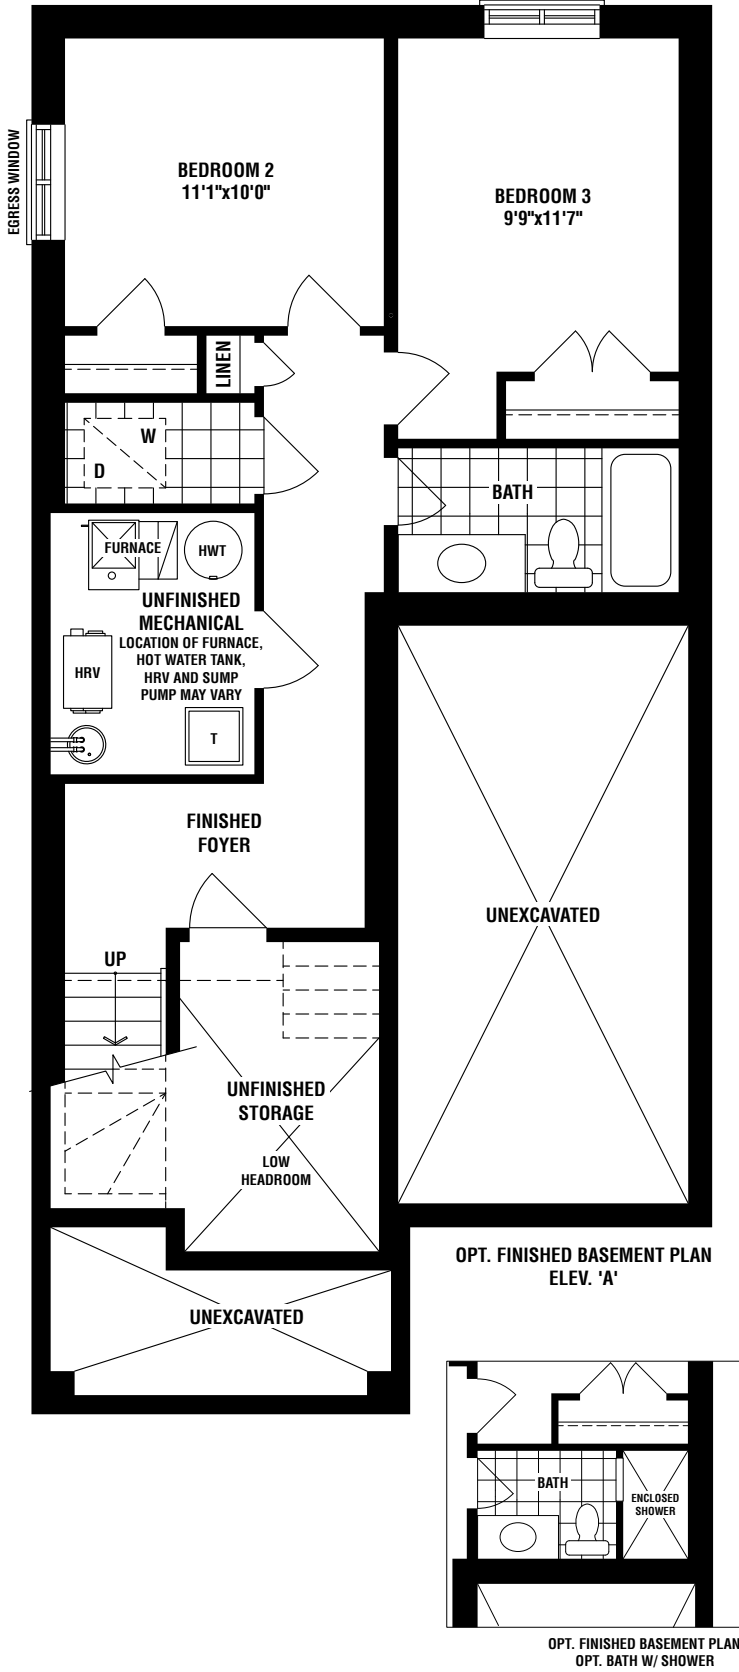 EGRESS WINDOW
BEDROOM 2
11'1"x10'0"
BEDROOM 3
9'9"x11'7"
LINEN
W
D
BATH
FURNACE
HWT
UNFINISHED
MECHANICAL
LOCATION OF FURNACE,
HOT WATER TANK,
HRV AND SUMP
PUMP MAY VARY
HRV
T
FINISHED
FOYER
UNEXCAVATED
UP
UNFINISHED
STORAGE
LOW
HEADROOM
UNEXCAVATED
OPT. FINISHED BASEMENT PLAN
ELEV. 'A'
BATH
ENCLOSED
SHOWER
OPT. FINISHED BASEMENT PLAN
OPT. BATH W/ SHOWER